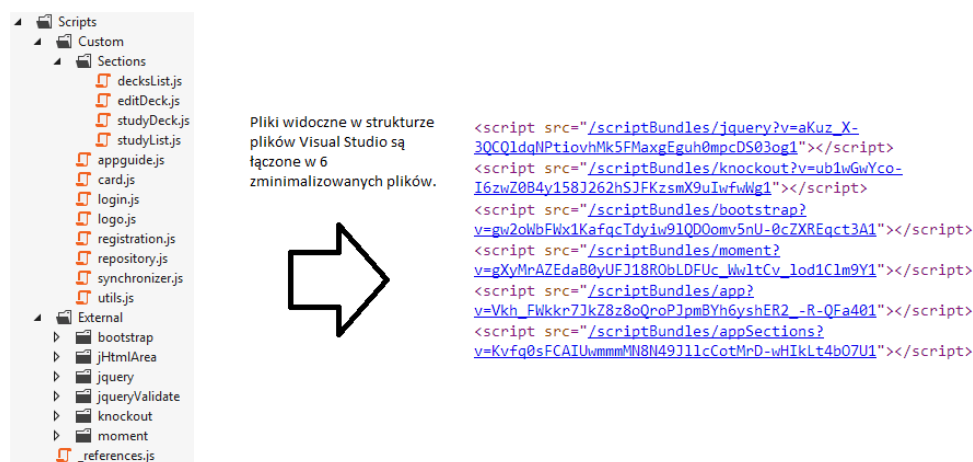 Scripts
Custom
Sections
decksList.js
editDeck.js
studyDeck.js
studyList.js
appguide.js
card.js
login.js
logo.js
registration.js
repository.js
synchronizer.js
utils.js
External
bootstrap
jHtmlArea
jquery
jqueryValidate
knockout
moment
_references.js
Pliki widoczne w strukturze
plików Visual Studio są
łączone w 6
zminimalizowanych plików.
<script src="/scriptBundles/jquery?v=aKuz_X-
3QCQldqNPtiovhMk5FMaxgEguh0mpcDS03og1"></script>
<script src="/scriptBundles/knockout?v=ub1wGwYco-
I6zwZ0B4y158J262hSJFKzsmX9uIwfwWg1"></script>
<script src="/scriptBundles/bootstrap?
v=gw2oWbFWx1KafqcTdyiw9lQDOomv5nU-0cZXREqct3A1"></script>
<script src="/scriptBundles/moment?
v=gXyMrAZEdaB0yUFJ18RObLDFUc_WwltCv_lod1Clm9Y1"></script>
<script src="/scriptBundles/app?
v=Vkh_FWkkr7JkZ8z8oQroPJpmBYh6yshER2_-R-QFa401"></script>
<script src="/scriptBundles/appSections?
v=Kvfq0sFCAIUwmmmMN8N49JllcCotMrD-wHIkLt4bO7U1"></script>